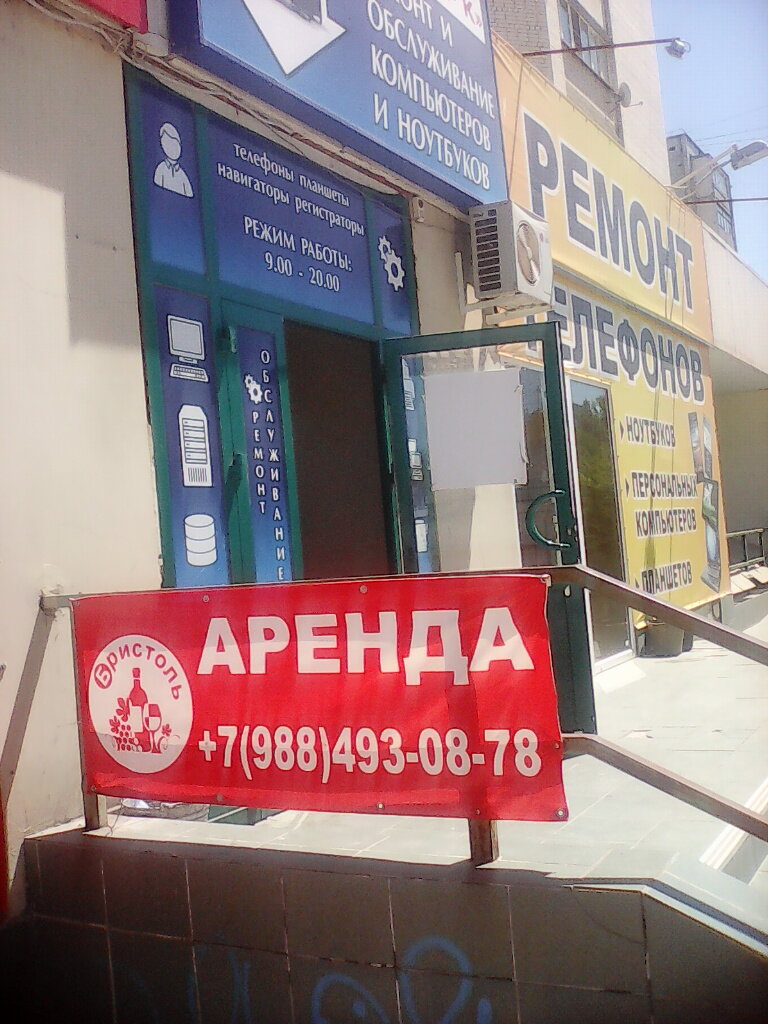 К»
ОНТ И
ОБСЛУЖИВАНИЕ
КОМПЬЮТЕРОВ
И НОУТБУКОВ
телефоны планшеты
навигаторы регистраторы
РЕЖИМ РАБОТЫ:
9.00 - 20.00
ОБСЛУЖИВАНИЕ
РЕМОНТ
РЕМОНТ
ТЕЛЕФОНОВ
НОУТБУКОВ
ПЕРСОНАЛЬНЫХ
КОМПЬЮТЕРОВ
ПЛАНШЕТОВ
Бристоль
АРЕНДА
+7(988)493-08-78